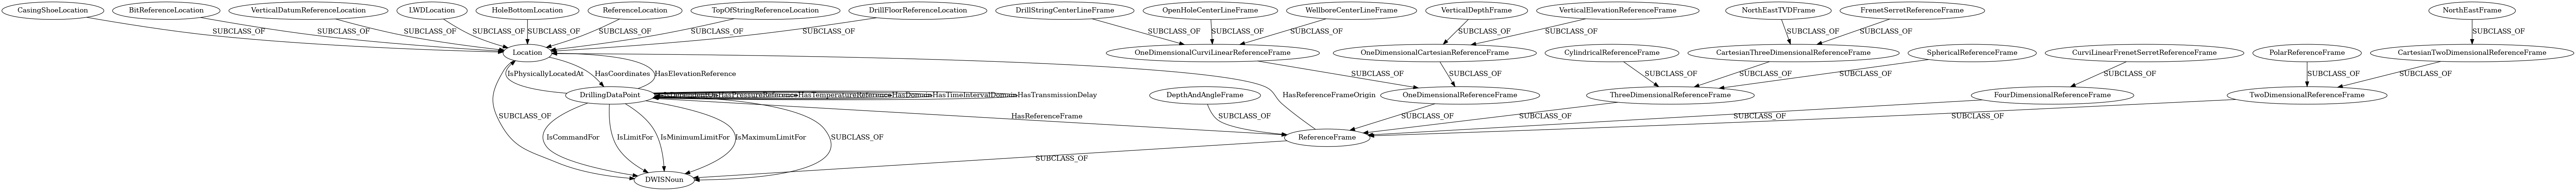 CasingShoeLocation BitReferenceLocation VerticalDatumReferenceLocation LWDLocation HoleBottomLocation ReferenceLocation TopOfStringReferenceLocation DrillFloorReferenceLocation DrillStringCenterLineFrame OpenHoleCenterLineFrame WellboreCenterLineFrame VerticalDepthFrame VerticalElevationReferenceFrame NorthEastTVDFrame FrenetSerretReferenceFrame NorthEastFrame
SUBCLASS_OF SUBCLASS_OF SUBCLASS_OF SUBCLASS_OF SUBCLASS_OF SUBCLASS_OF SUBCLASS_OF SUBCLASS_OF SUBCLASS_OF SUBCLASS_OF SUBCLASS_OF SUBCLASS_OF SUBCLASS_OF SUBCLASS_OF SUBCLASS_OF SUBCLASS_OF
Location OneDimensionalCurviLinearReferenceFrame OneDimensionalCartesianReferenceFrame CylindricalReferenceFrame CartesianThreeDimensionalReferenceFrame SphericalReferenceFrame CurviLinearFrenetSerretReferenceFrame PolarReferenceFrame CartesianTwoDimensionalReferenceFrame
IsPhysicallyLocatedAt HasCoordinates HasElevationReference SUBCLASS_OF SUBCLASS_OF SUBCLASS_OF SUBCLASS_OF SUBCLASS_OF SUBCLASS_OF SUBCLASS_OF SUBCLASS_OF
DrillingDataPoint HasPressureReference HasTemperatureReference HasDomain HasTimeIntervalDomain HasTransmissionDelay DepthAndAngleFrame HasReferenceFrameOrigin OneDimensionalReferenceFrame ThreeDimensionalReferenceFrame FourDimensionalReferenceFrame TwoDimensionalReferenceFrame
SUBCLASS_OF HasReferenceFrame SUBCLASS_OF SUBCLASS_OF SUBCLASS_OF SUBCLASS_OF SUBCLASS_OF
IsCommandFor IsLimitFor IsMinimumLimitFor IsMaximumLimitFor SUBCLASS_OF ReferenceFrame
SUBCLASS_OF
DWISNoun